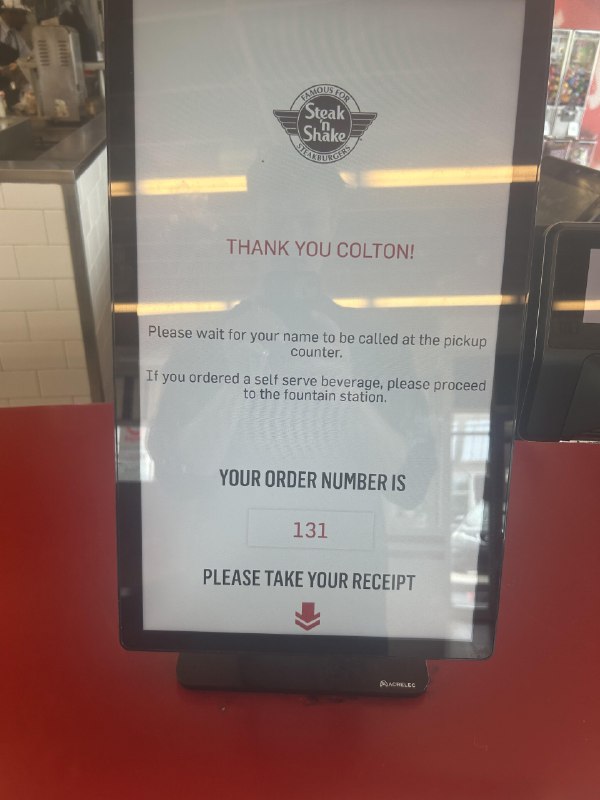 FAMOUS FOR
Steak
'n
Shake
STEAKBURGERS
THANK YOU COLTON!
Please wait for your name to be called at the pickup
counter.
If you ordered a self serve beverage, please proceed
to the fountain station.
YOUR ORDER NUMBER IS
131
PLEASE TAKE YOUR RECEIPT
ACRELEC